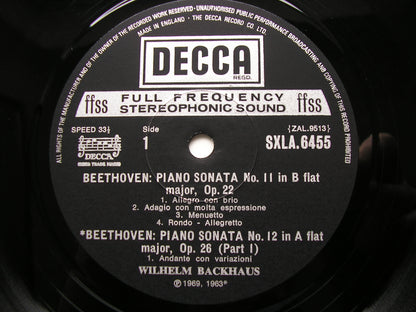 ALL RIGHTS OF THE MANUFACTURER AND OF THE OWNER OF THE RECORDED WORK RESERVED · UNAUTHORISED PUBLIC PERFORMANCE BROADCASTING AND COPYING OF THIS RECORD PROHIBITED
MADE IN ENGLAND · THE DECCA RECORD CO LTD
DECCA
REGD.
ffss FULL FREQUENCY ffss
STEREOPHONIC SOUND
SPEED 33⅓ Side {ZAL.9513}
1 SXLA.6455
DECCA
BEETHOVEN: PIANO SONATA No. 11 in B flat
major, Op. 22
1. Allegro con brio
2. Adagio con molta espressione
3. Menuetto
4. Rondo - Allegretto
*BEETHOVEN: PIANO SONATA No. 12 in A flat
major, Op. 26 (Part 1)
1. Andante con variazioni
WILHELM BACKHAUS
℗ 1969, 1963*